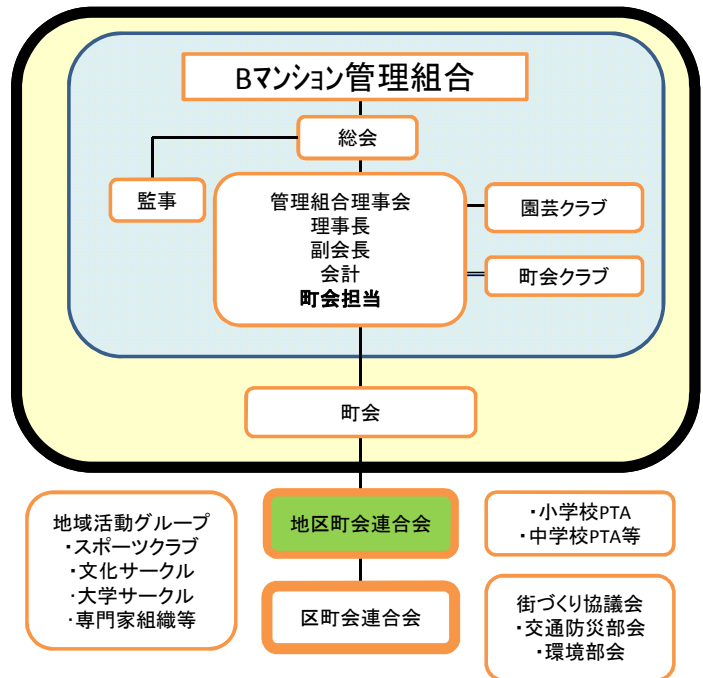 Bマンション管理組合
総会
監事
管理組合理事会
理事長
副会長
会計
町会担当
園芸クラブ
町会クラブ
町会
地域活動グループ
・スポーツクラブ
・文化サークル
・大学サークル
・専門家組織等
地区町会連合会
区町会連合会
・小学校PTA
・中学校PTA等
街づくり協議会
・交通防災部会
・環境部会